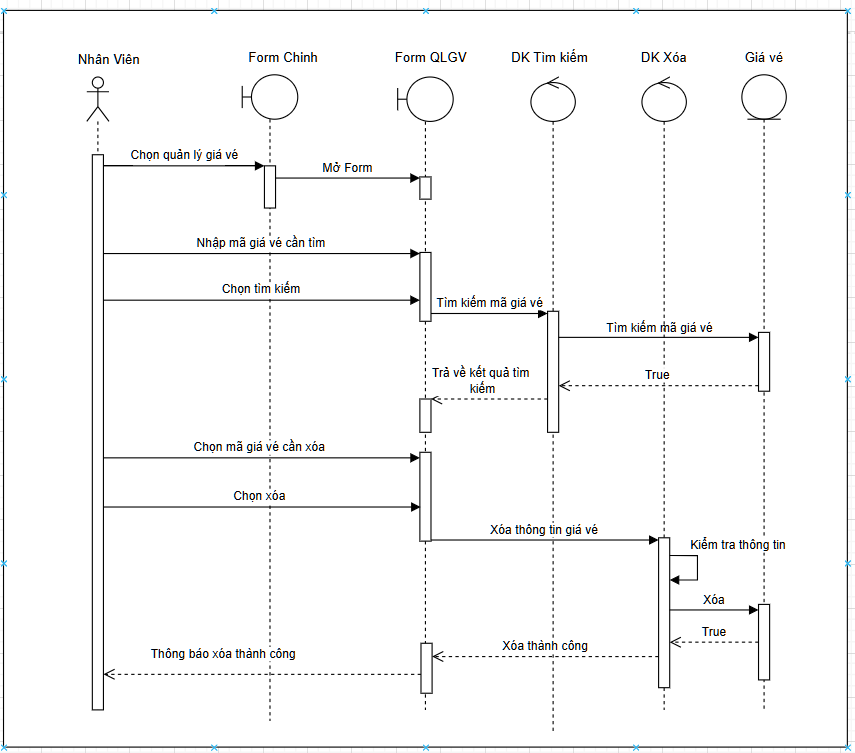 Nhân Viên
Form Chinh
Form QLGV
DK Tìm kiếm
DK Xóa
Giá vé
Chọn quản lý giá vé
Mở Form
Nhập mã giá vé cần tìm
Chọn tìm kiếm
Tìm kiếm mã giá vé
Tìm kiếm mã giá vé
Trả về kết quả tìm
kiếm
True
Chọn mã giá vé cần xóa
Chọn xóa
Xóa thông tin giá vé
Kiểm tra thông tin
Xóa
True
Xóa thành công
Thông báo xóa thành công